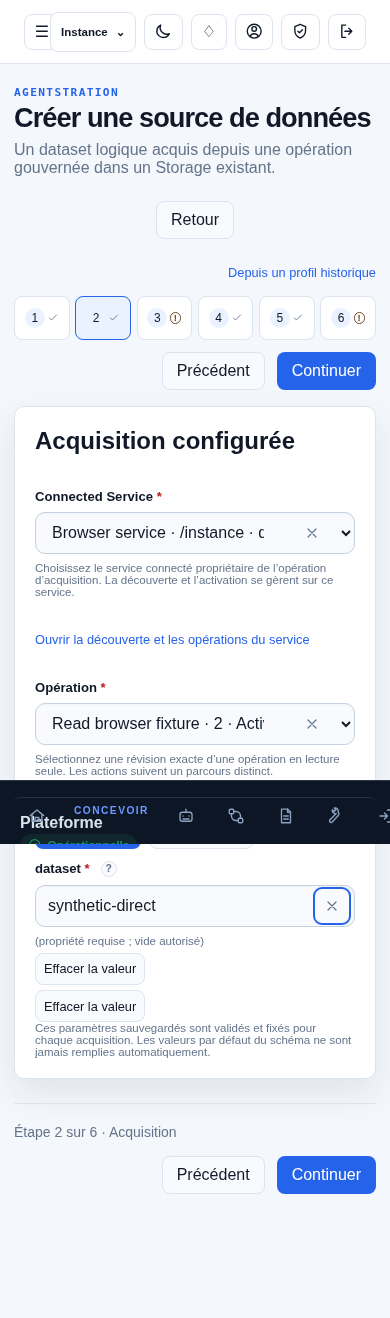 Instance
AGENTSTRATION
Créer une source de données
Un dataset logique acquis depuis une opération
gouvernée dans un Storage existant.
Retour
Depuis un profil historique
1
2
3
4
5
6
Précédent
Continuer
Acquisition configurée
Connected Service *
Browser service · /instance ·
Choisissez le service connecté propriétaire de l’opération
d’acquisition. La découverte et l’activation se gèrent sur ce
service.
Ouvrir la découverte et les opérations du service
Opération *
Read browser fixture · 2 ·
Sélectionnez une révision exacte d’une opération en lecture
seule. Les actions suivent un parcours distinct.
CONCEVOIR
Plateforme
Opérationnelle
dataset * ?
synthetic-direct
(propriété requise ; vide autorisé)
Effacer la valeur
Effacer la valeur
Ces paramètres sauvegardés sont validés et fixés pour
chaque acquisition. Les valeurs par défaut du schéma ne sont
jamais remplies automatiquement.
Étape 2 sur 6 · Acquisition
Précédent
Continuer